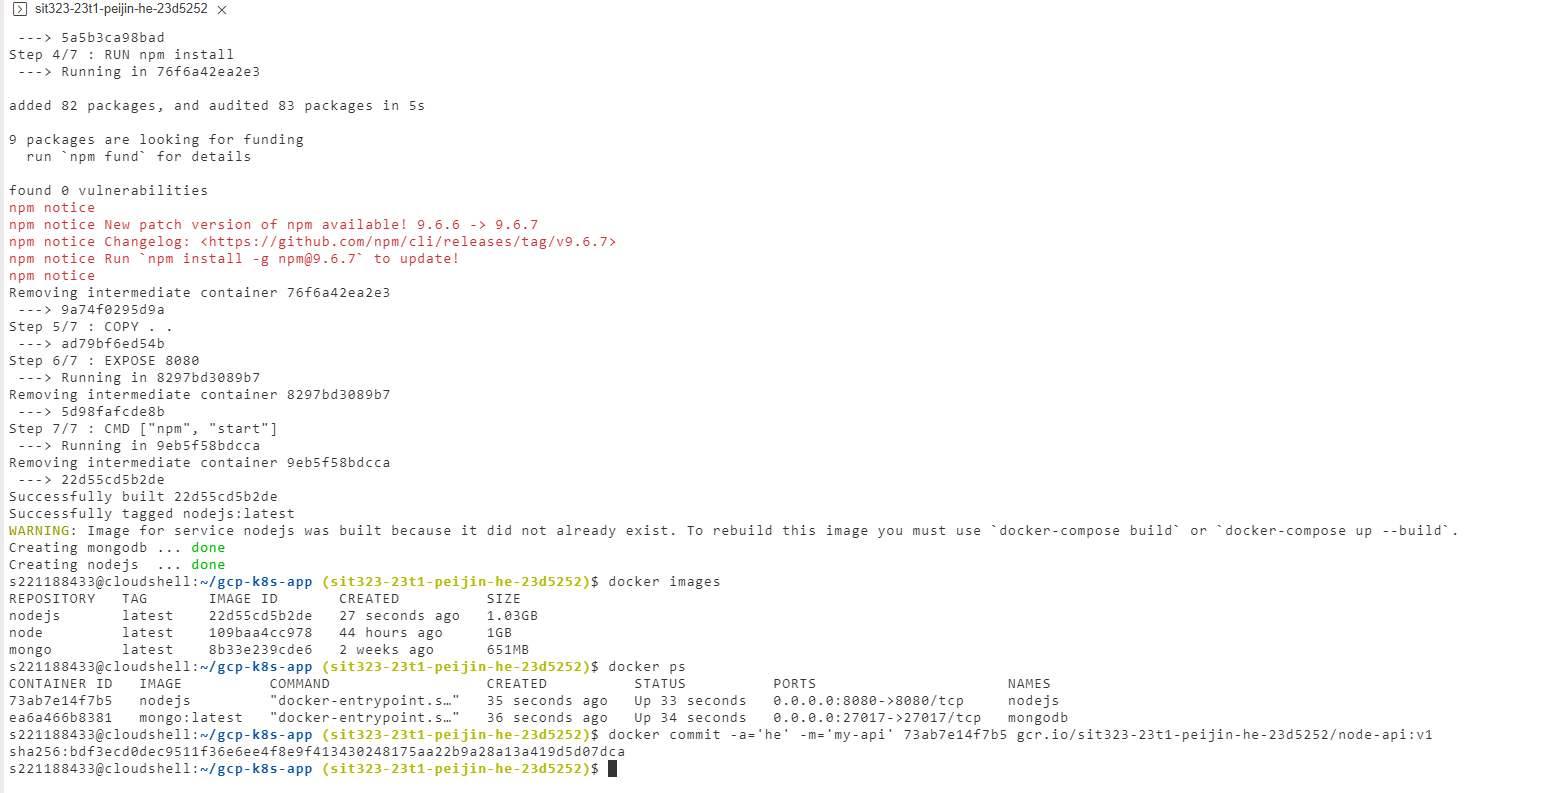 sit323-23t1-peijin-he-23d5252
---> 5a5b3ca98bad
Step 4/7 : RUN npm install
---> Running in 76f6a42ea2e3
added 82 packages, and audited 83 packages in 5s
9 packages are looking for funding
run `npm fund` for details
found 0 vulnerabilities
npm notice
npm notice New patch version of npm available! 9.6.6 -> 9.6.7
npm notice Changelog: <https://github.com/npm/cli/releases/tag/v9.6.7>
npm notice Run `npm install -g npm@9.6.7` to update!
npm notice
Removing intermediate container 76f6a42ea2e3
---> 9a74f0295d9a
Step 5/7 : COPY . .
---> ad79bf6ed54b
Step 6/7 : EXPOSE 8080
---> Running in 8297bd3089b7
Removing intermediate container 8297bd3089b7
---> 5d98fafcde8b
Step 7/7 : CMD ["npm", "start"]
---> Running in 9eb5f58bdcca
Removing intermediate container 9eb5f58bdcca
---> 22d55cd5b2de
Successfully built 22d55cd5b2de
Successfully tagged nodejs:latest
WARNING: Image for service nodejs was built because it did not already exist. To rebuild this image you must use `docker-compose build` or `docker-compose up --build`.
Creating mongodb ... done
Creating nodejs  ... done
s221188433@cloudshell:~/gcp-k8s-app (sit323-23t1-peijin-he-23d5252)$ docker images
REPOSITORY   TAG       IMAGE ID       CREATED          SIZE
nodejs       latest    22d55cd5b2de   27 seconds ago   1.03GB
node         latest    109baa4cc978   44 hours ago     1GB
mongo        latest    8b33e239cde6   2 weeks ago      651MB
s221188433@cloudshell:~/gcp-k8s-app (sit323-23t1-peijin-he-23d5252)$ docker ps
CONTAINER ID   IMAGE          COMMAND                  CREATED          STATUS          PORTS                      NAMES
73ab7e14f7b5   nodejs         "docker-entrypoint.s…"   35 seconds ago   Up 33 seconds   0.0.0.0:8080->8080/tcp     nodejs
ea6a466b8381   mongo:latest   "docker-entrypoint.s…"   36 seconds ago   Up 34 seconds   0.0.0.0:27017->27017/tcp   mongodb
s221188433@cloudshell:~/gcp-k8s-app (sit323-23t1-peijin-he-23d5252)$ docker commit -a='he' -m='my-api' 73ab7e14f7b5 gcr.io/sit323-23t1-peijin-he-23d5252/node-api:v1
sha256:bdf3ecd0dec9511f36e6ee4f8e9f413430248175aa22b9a28a13a419d5d07dca
s221188433@cloudshell:~/gcp-k8s-app (sit323-23t1-peijin-he-23d5252)$